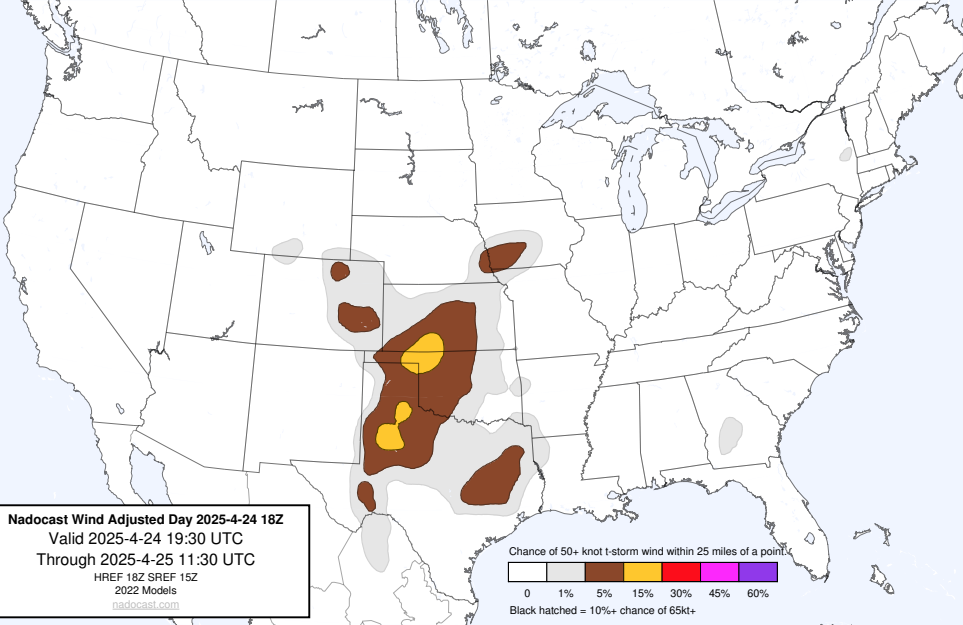 Nadocast Wind Adjusted Day 2025-4-24 18Z
Valid 2025-4-24 19:30 UTC
Through 2025-4-25 11:30 UTC
HREF 18Z SREF 15Z
2022 Models
nadocast.com
Chance of 50+ knot t-storm wind within 25 miles of a point.
0 1% 5% 15% 30% 45% 60%
Black hatched = 10%+ chance of 65kt+